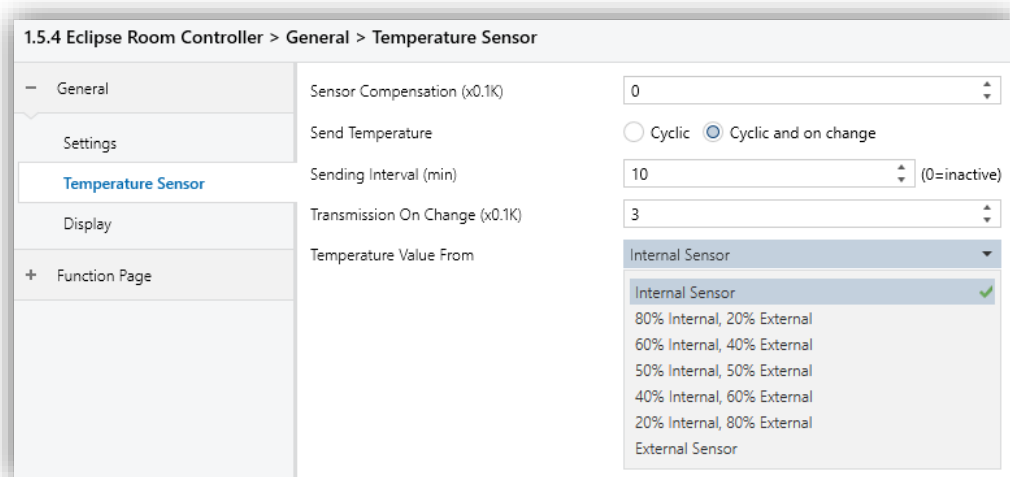 1.5.4 Eclipse Room Controller > General > Temperature Sensor
− General
Settings
Temperature Sensor
Display
+ Function Page
Sensor Compensation (x0.1K) 0
Send Temperature Cyclic Cyclic and on change
Sending Interval (min) 10 (0=inactive)
Transmission On Change (x0.1K) 3
Temperature Value From Internal Sensor
Internal Sensor
80% Internal, 20% External
60% Internal, 40% External
50% Internal, 50% External
40% Internal, 60% External
20% Internal, 80% External
External Sensor